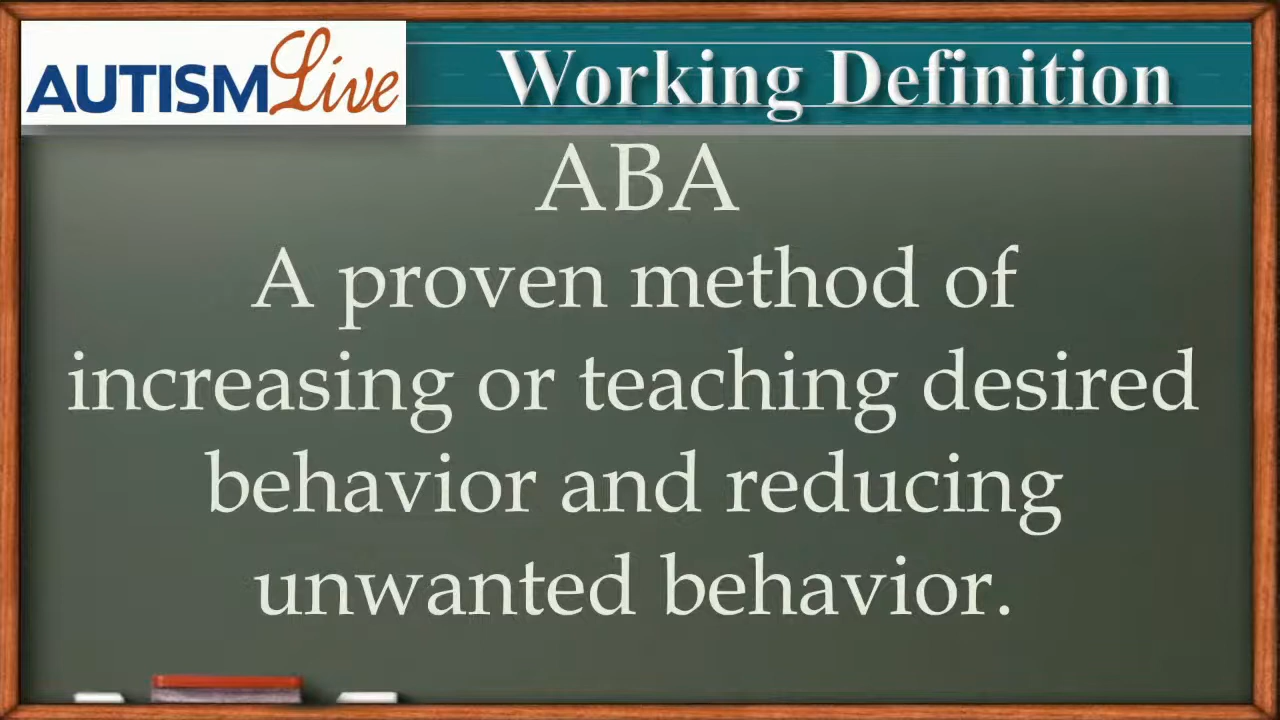 AUTISMLive
Working Definition
ABA
A proven method of
increasing or teaching desired
behavior and reducing
unwanted behavior.